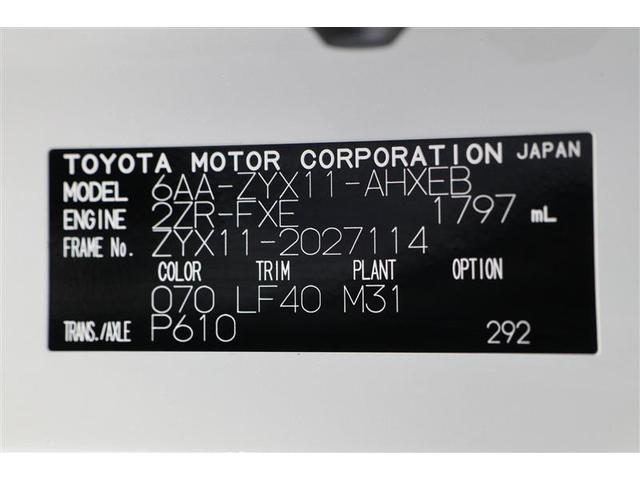 TOYOTA MOTOR CORPORATION JAPAN
MODEL 6AA-ZYX11-AHXEB
ENGINE 2ZR-FXE 1797 mL
FRAME No. ZYX11-2027114
COLOR TRIM PLANT OPTION
070 LF40 M31
TRANS./AXLE P610 292